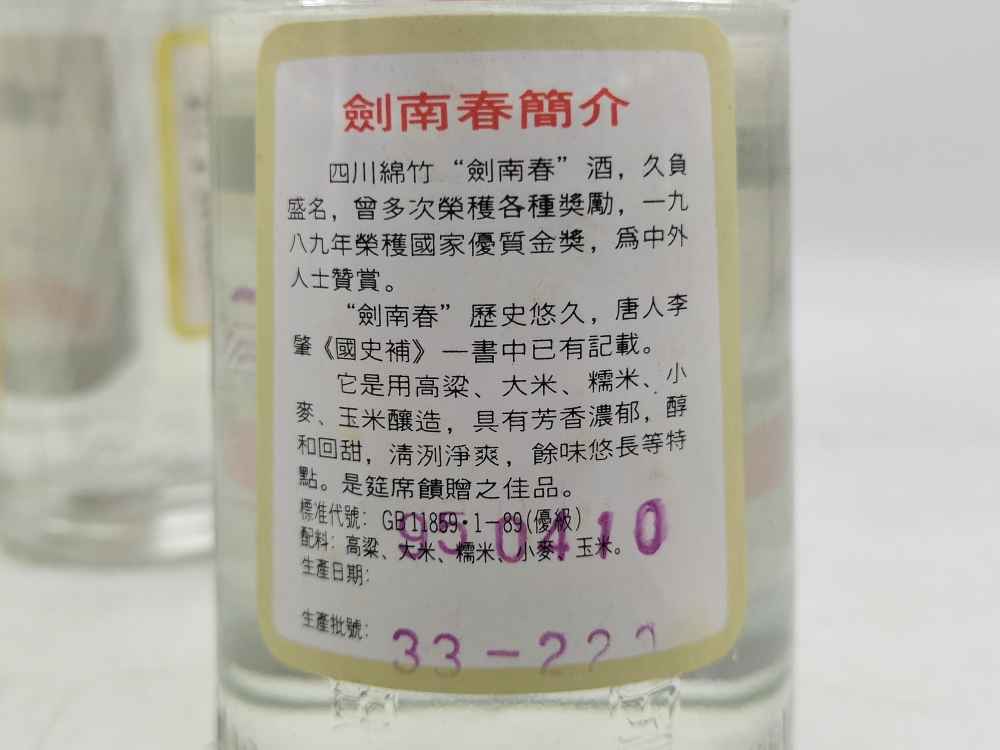 劍南春簡介
四川綿竹“劍南春”酒，久負
盛名，曾多次榮獲各種獎勵，一九
八九年榮獲國家優質金獎，爲中外
人士贊賞。
“劍南春”歷史悠久，唐人李
肇《國史補》一書中已有記載。
它是用高粱、大米、糯米、小
麥、玉米釀造，具有芳香濃郁，醇
和回甜，清洌淨爽，餘味悠長等特
點。是筵席饋贈之佳品。
標准代號：GB11859·1-89(優級)
95 04 10
配料：高粱、大米、糯米、小麥、玉米。
生產日期：
生產批號：
33-22